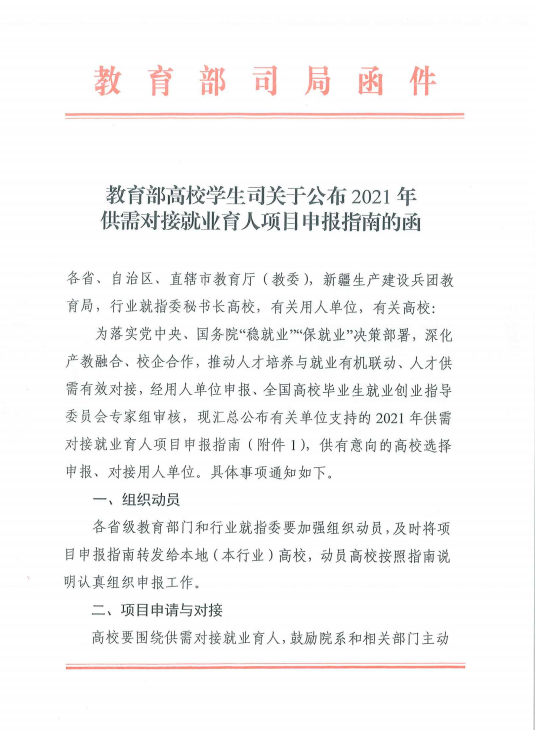 教育部司局函件
教育部高校学生司关于公布 2021 年
供需对接就业育人项目申报指南的函
各省、自治区、直辖市教育厅（教委），新疆生产建设兵团教
育局，行业就指委秘书长高校，有关用人单位，有关高校：
为落实党中央、国务院“稳就业”“保就业”决策部署，深化
产教融合、校企合作，推动人才培养与就业有机联动、人才供
需有效对接，经用人单位申报、全国高校毕业生就业创业指导
委员会专家组审核，现汇总公布有关单位支持的 2021 年供需
对接就业育人项目申报指南（附件 1），供有意向的高校选择
申报、对接用人单位。具体事项通知如下。
一、组织动员
各省级教育部门和行业就指委要加强组织动员，及时将项
目申报指南转发给本地（本行业）高校，动员高校按照指南说
明认真组织申报工作。
二、项目申请与对接
高校要围绕供需对接就业育人，鼓励院系和相关部门主动